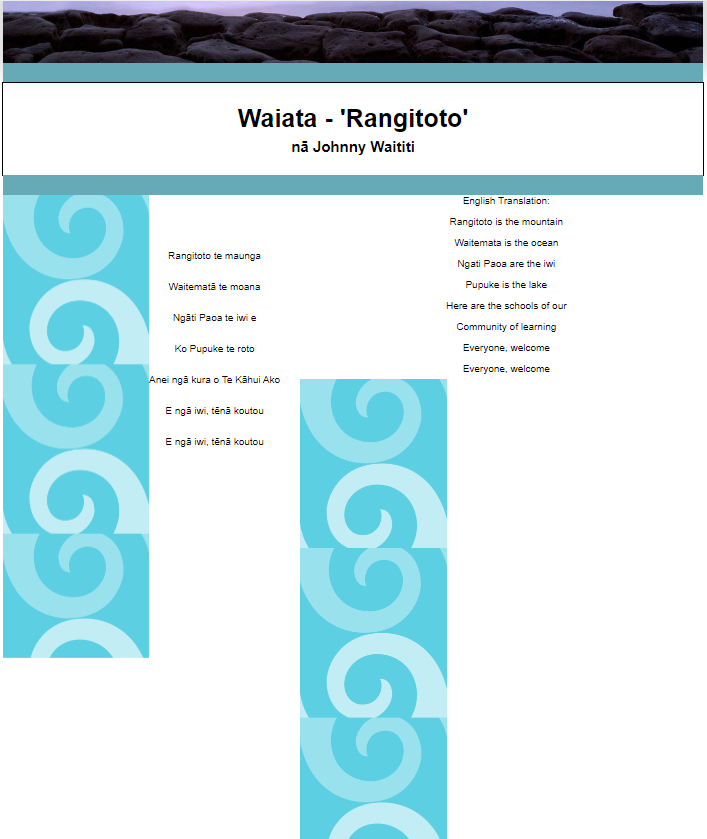 Waiata - 'Rangitoto'
nā Johnny Waititi
Rangitoto te maunga
Waitematā te moana
Ngāti Paoa te iwi e
Ko Pupuke te roto
Anei ngā kura o Te Kāhui Ako
E ngā iwi, tēnā koutou
E ngā iwi, tēnā koutou
English Translation:
Rangitoto is the mountain
Waitemata is the ocean
Ngati Paoa are the iwi
Pupuke is the lake
Here are the schools of our
Community of learning
Everyone, welcome
Everyone, welcome